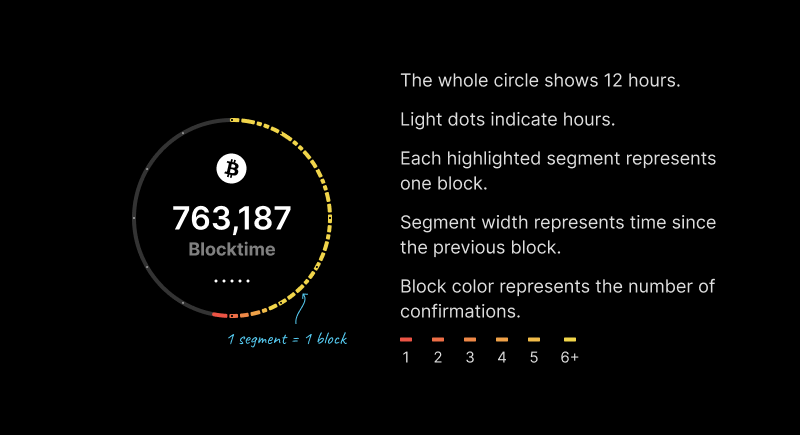 763,187
Blocktime
1 segment = 1 block
The whole circle shows 12 hours.
Light dots indicate hours.
Each highlighted segment represents
one block.
Segment width represents time since
the previous block.
Block color represents the number of
confirmations.
1 2 3 4 5 6+